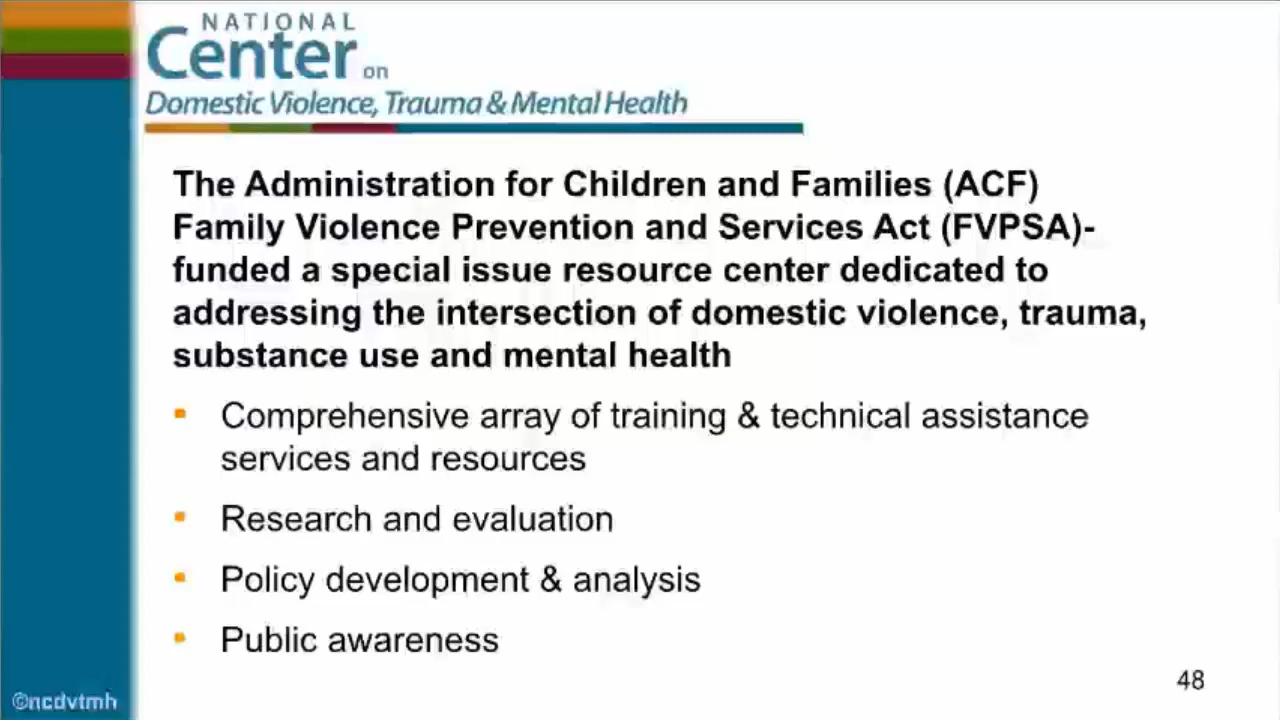 NATIONAL
Center on
Domestic Violence, Trauma & Mental Health
The Administration for Children and Families (ACF)
Family Violence Prevention and Services Act (FVPSA)-
funded a special issue resource center dedicated to
addressing the intersection of domestic violence, trauma,
substance use and mental health
▪ Comprehensive array of training & technical assistance
services and resources
▪ Research and evaluation
▪ Policy development & analysis
▪ Public awareness
48
©ncdvtmh